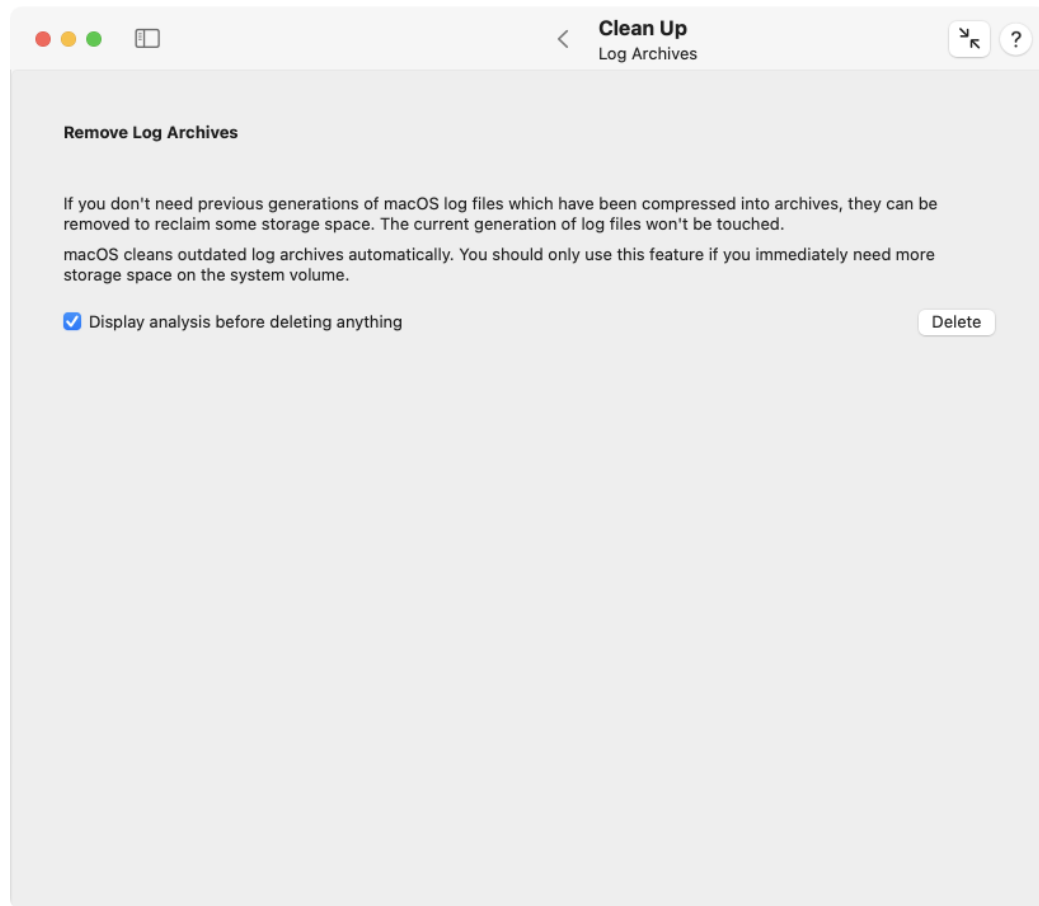 Clean Up
Log Archives
?
Remove Log Archives
If you don't need previous generations of macOS log files which have been compressed into archives, they can be
removed to reclaim some storage space. The current generation of log files won't be touched.
macOS cleans outdated log archives automatically. You should only use this feature if you immediately need more
storage space on the system volume.
Display analysis before deleting anything
Delete